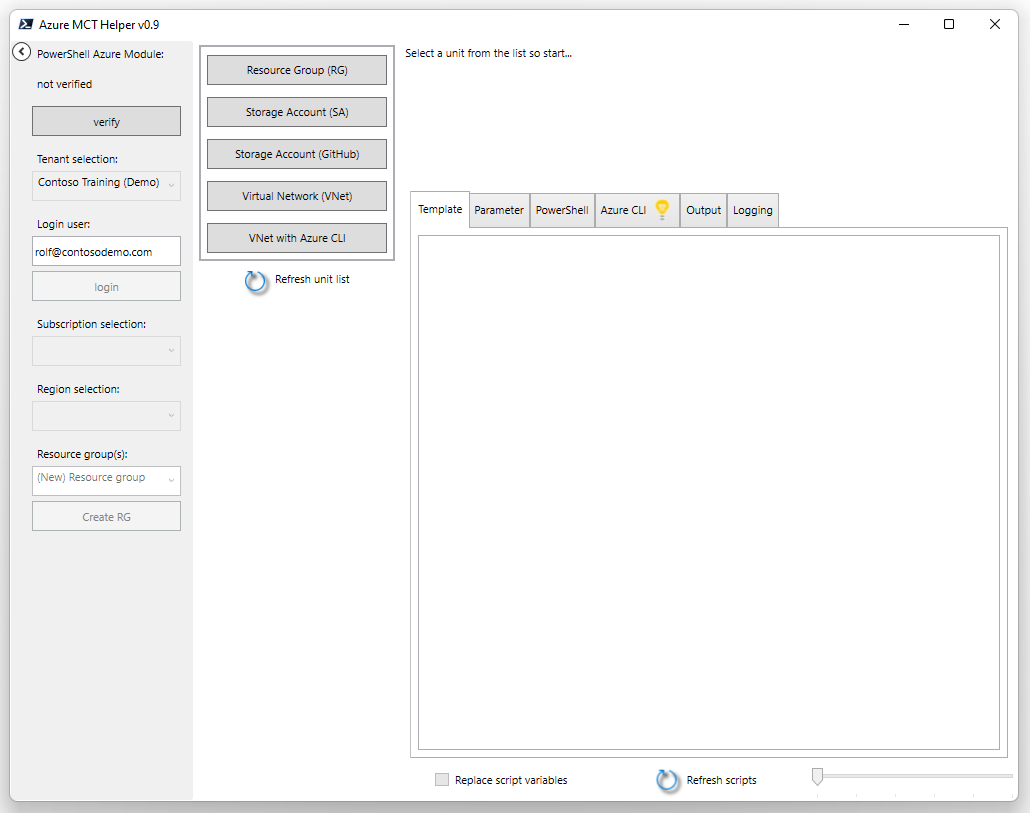 Azure MCT Helper v0.9
PowerShell Azure Module:
not verified
verify
Tenant selection:
Contoso Training (Demo)
Login user:
rolf@contosodemo.com
login
Subscription selection:
Region selection:
Resource group(s):
(New) Resource group
Create RG
Resource Group (RG)
Storage Account (SA)
Storage Account (GitHub)
Virtual Network (VNet)
VNet with Azure CLI
Refresh unit list
Select a unit from the list so start...
Template Parameter PowerShell Azure CLI Output Logging
Replace script variables Refresh scripts